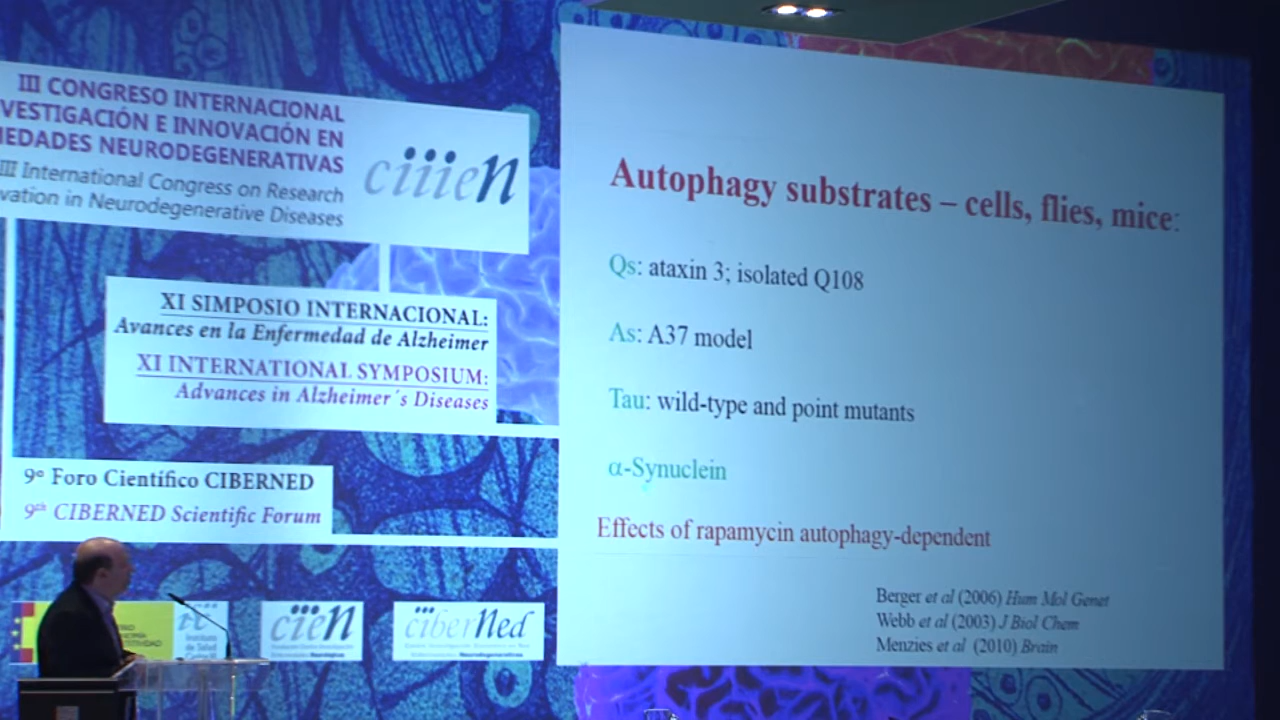 III CONGRESO INTERNACIONAL
VESTIGACIÓN E INNOVACIÓN EN
EDADES NEURODEGENERATIVAS
III International Congress on Research
vation in Neurodegenerative Diseases
ciiien
XI SIMPOSIO INTERNACIONAL:
Avances en la Enfermedad de Alzheimer
XI INTERNATIONAL SYMPOSIUM:
Advances in Alzheimer´s Diseases
9º Foro Científico CIBERNED
9th CIBERNED Scientific Forum
Instituto
de Salud
cien
ciberNed
Autophagy substrates – cells, flies, mice:
Qs: ataxin 3; isolated Q108
As: A37 model
Tau: wild-type and point mutants
α-Synuclein
Effects of rapamycin autophagy-dependent
Berger et al (2006) Hum Mol Genet
Webb et al (2003) J Biol Chem
Menzies et al (2010) Brain